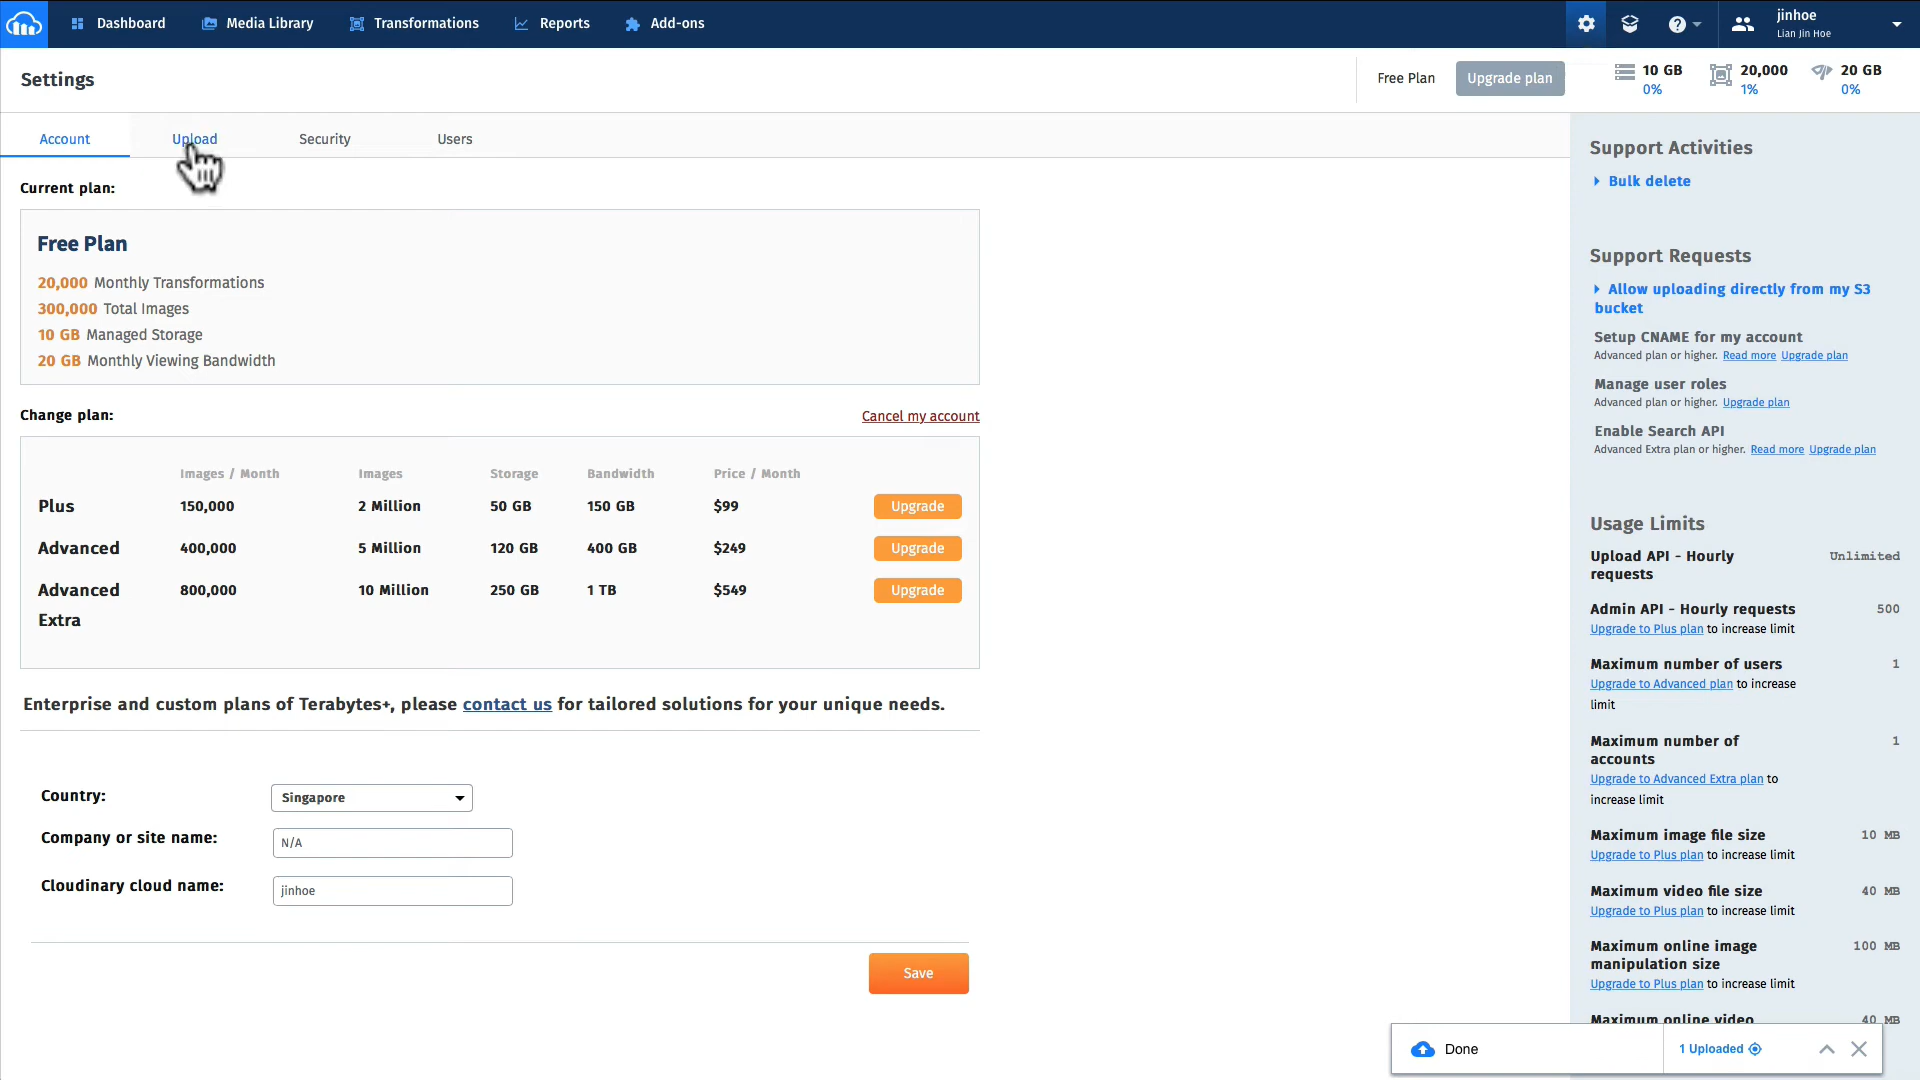 Dashboard
Media Library
Transformations
Reports
Add-ons
jinhoe
Lian Jin Hoe
Settings
Free Plan
Upgrade plan
10 GB
0%
20,000
1%
20 GB
0%
Account
Upload
Security
Users
Current plan:
Free Plan
20,000 Monthly Transformations
300,000 Total Images
10 GB Managed Storage
20 GB Monthly Viewing Bandwidth
Change plan:
Cancel my account
Images / Month Images Storage Bandwidth Price / Month
Plus 150,000 2 Million 50 GB 150 GB $99 Upgrade
Advanced 400,000 5 Million 120 GB 400 GB $249 Upgrade
Advanced 800,000 10 Million 250 GB 1 TB $549 Upgrade
Extra
Enterprise and custom plans of Terabytes+, please contact us for tailored solutions for your unique needs.
Country: Singapore
Company or site name: N/A
Cloudinary cloud name: jinhoe
Save
Support Activities
Bulk delete
Support Requests
Allow uploading directly from my S3
bucket
Setup CNAME for my account
Advanced plan or higher. Read more Upgrade plan
Manage user roles
Advanced plan or higher. Upgrade plan
Enable Search API
Advanced Extra plan or higher. Read more Upgrade plan
Usage Limits
Upload API - Hourly Unlimited
requests
Admin API - Hourly requests 500
Upgrade to Plus plan to increase limit
Maximum number of users 1
Upgrade to Advanced plan to increase
limit
Maximum number of 1
accounts
Upgrade to Advanced Extra plan to
increase limit
Maximum image file size 10 MB
Upgrade to Plus plan to increase limit
Maximum video file size 40 MB
Upgrade to Plus plan to increase limit
Maximum online image 100 MB
manipulation size
Upgrade to Plus plan to increase limit
Maximum online video 40 MB
Done
1 Uploaded